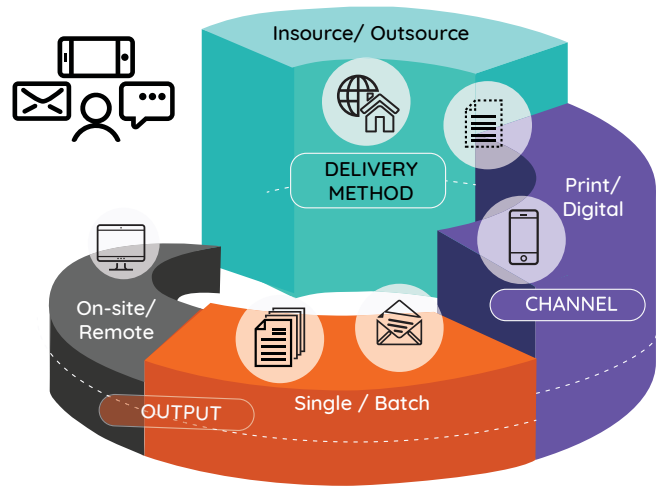 Insource/ Outsource
DELIVERY
METHOD
Print/
Digital
CHANNEL
On-site/
Remote
OUTPUT
Single / Batch